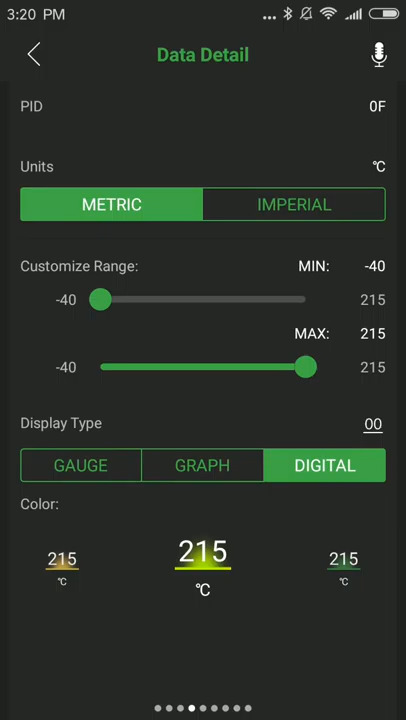 3:20 PM
Data Detail
PID 0F
Units ℃
METRIC IMPERIAL
Customize Range: MIN: -40
-40 215
MAX: 215
-40 215
Display Type 00
GAUGE GRAPH DIGITAL
Color:
215 215 215
℃ ℃ ℃